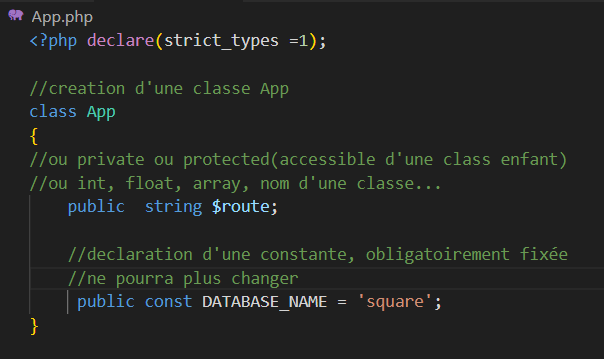 App.php
<?php declare(strict_types =1);
//creation d'une classe App
class App
{
//ou private ou protected(accessible d'une class enfant)
//ou int, float, array, nom d'une classe...
public  string $route;
//declaration d'une constante, obligatoirement fixée
//ne pourra plus changer
public const DATABASE_NAME = 'square';
}